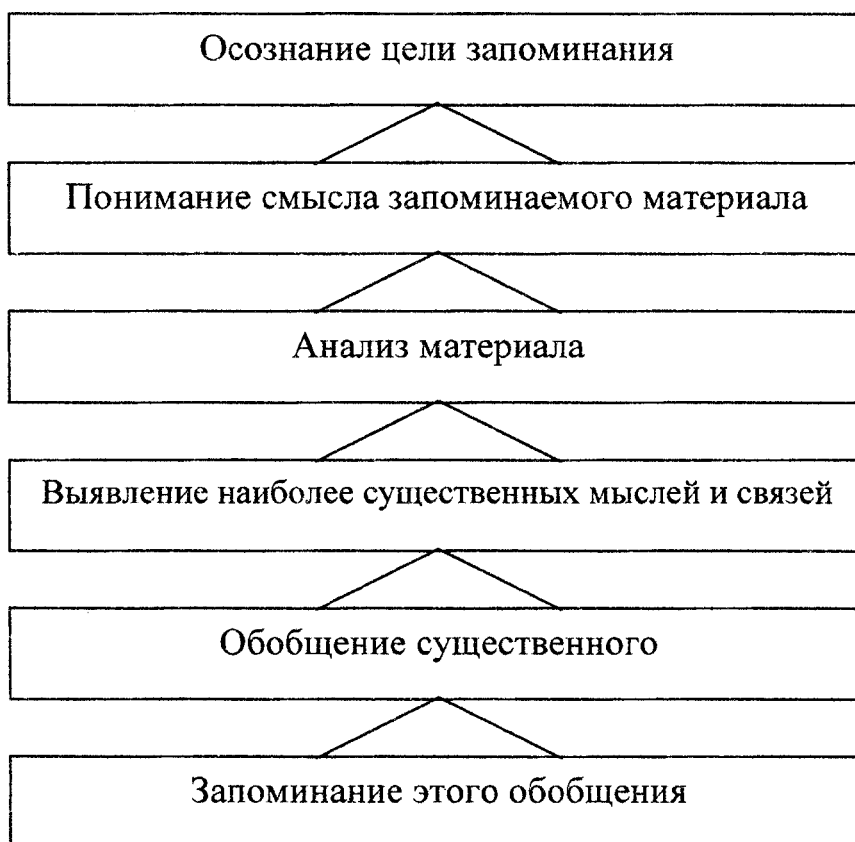 Осознание цели запоминания
Понимание смысла запоминаемого материала
Анализ материала
Выявление наиболее существенных мыслей и связей
Обобщение существенного
Запоминание этого обобщения